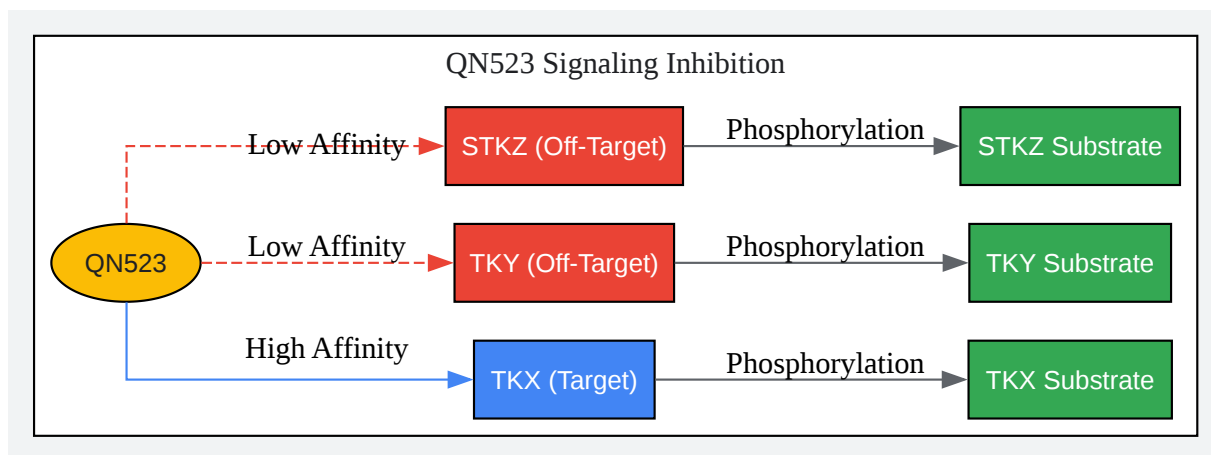 QN523 Signaling Inhibition
Low Affinity
STKZ (Off-Target)
Phosphorylation
STKZ Substrate
QN523
Low Affinity
TKY (Off-Target)
Phosphorylation
TKY Substrate
High Affinity
TKX (Target)
Phosphorylation
TKX Substrate